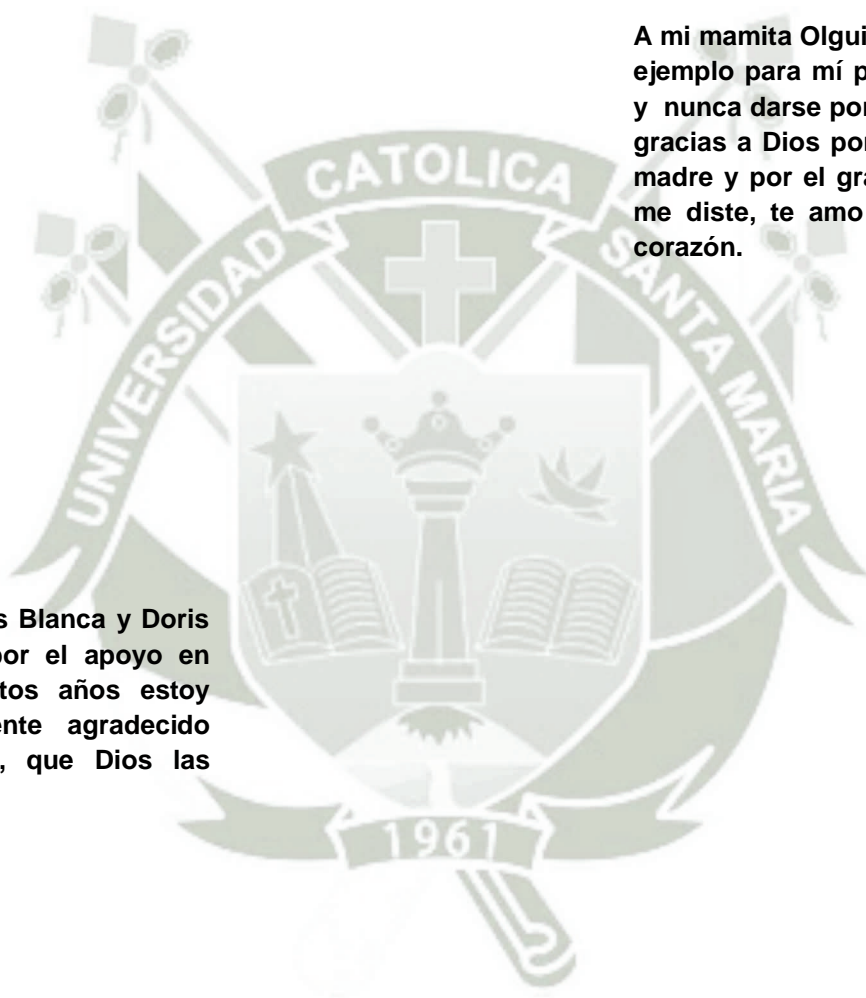 A mi mamita Olgui
ejemplo para mí p
y nunca darse por
gracias a Dios por
madre y por el gra
me diste, te amo
corazón.
UNIVERSIDAD CATOLICA SANTA MARIA
s Blanca y Doris
por el apoyo en
tos años estoy
nte agradecido
, que Dios las
1961